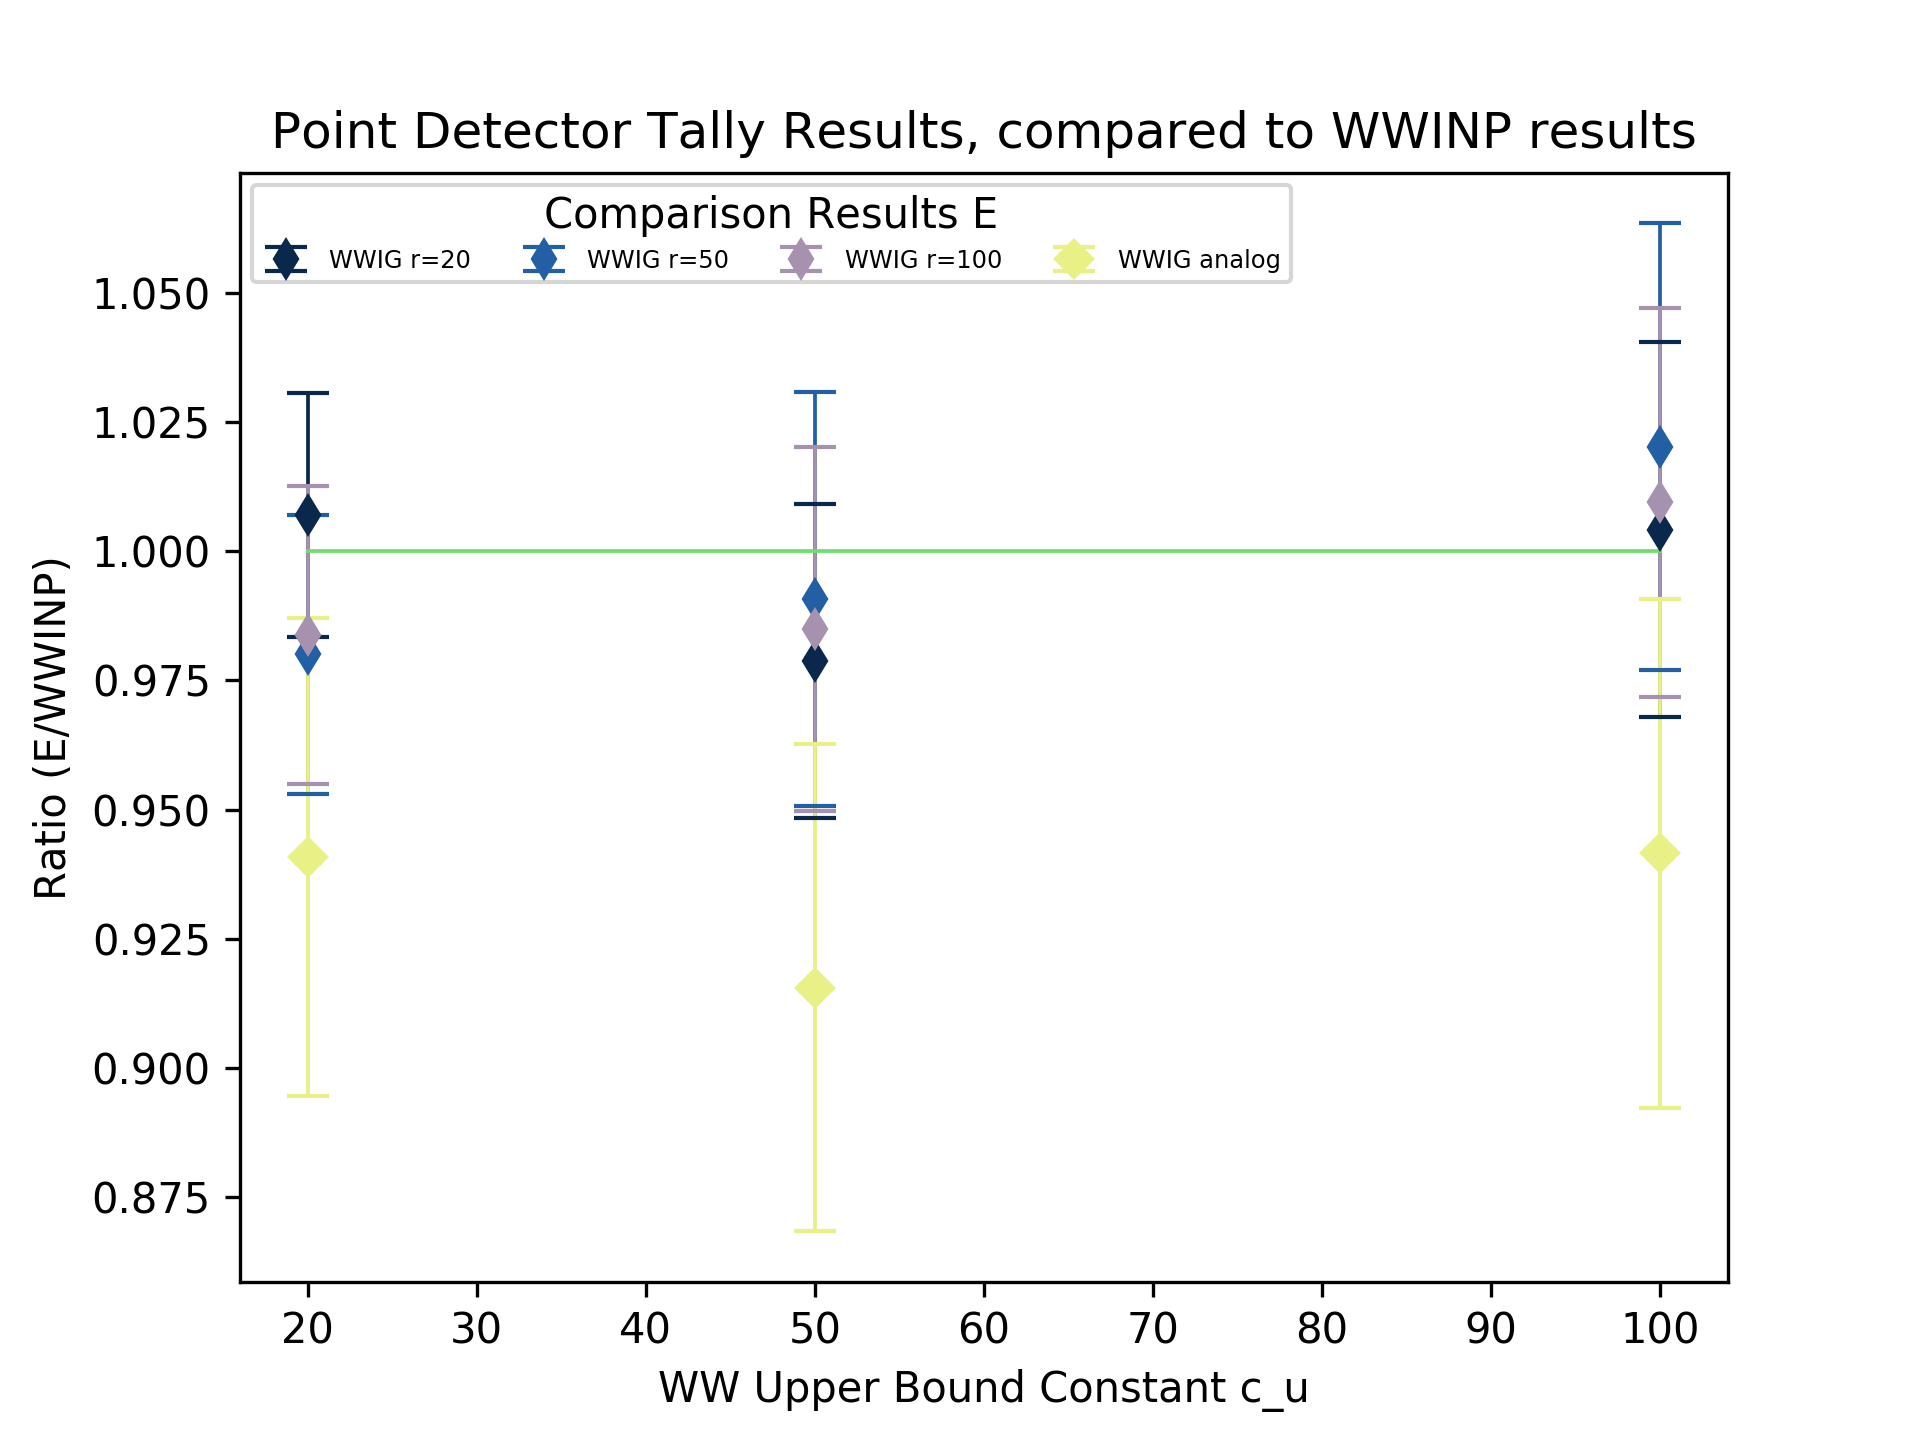 Point Detector Tally Results, compared to WWINP results
Comparison Results E
WWIG r=20 WWIG r=50 WWIG r=100 WWIG analog
1.050
1.025
1.000
0.975
0.950
0.925
0.900
0.875
Ratio (E/WWINP)
20 30 40 50 60 70 80 90 100
WW Upper Bound Constant c_u